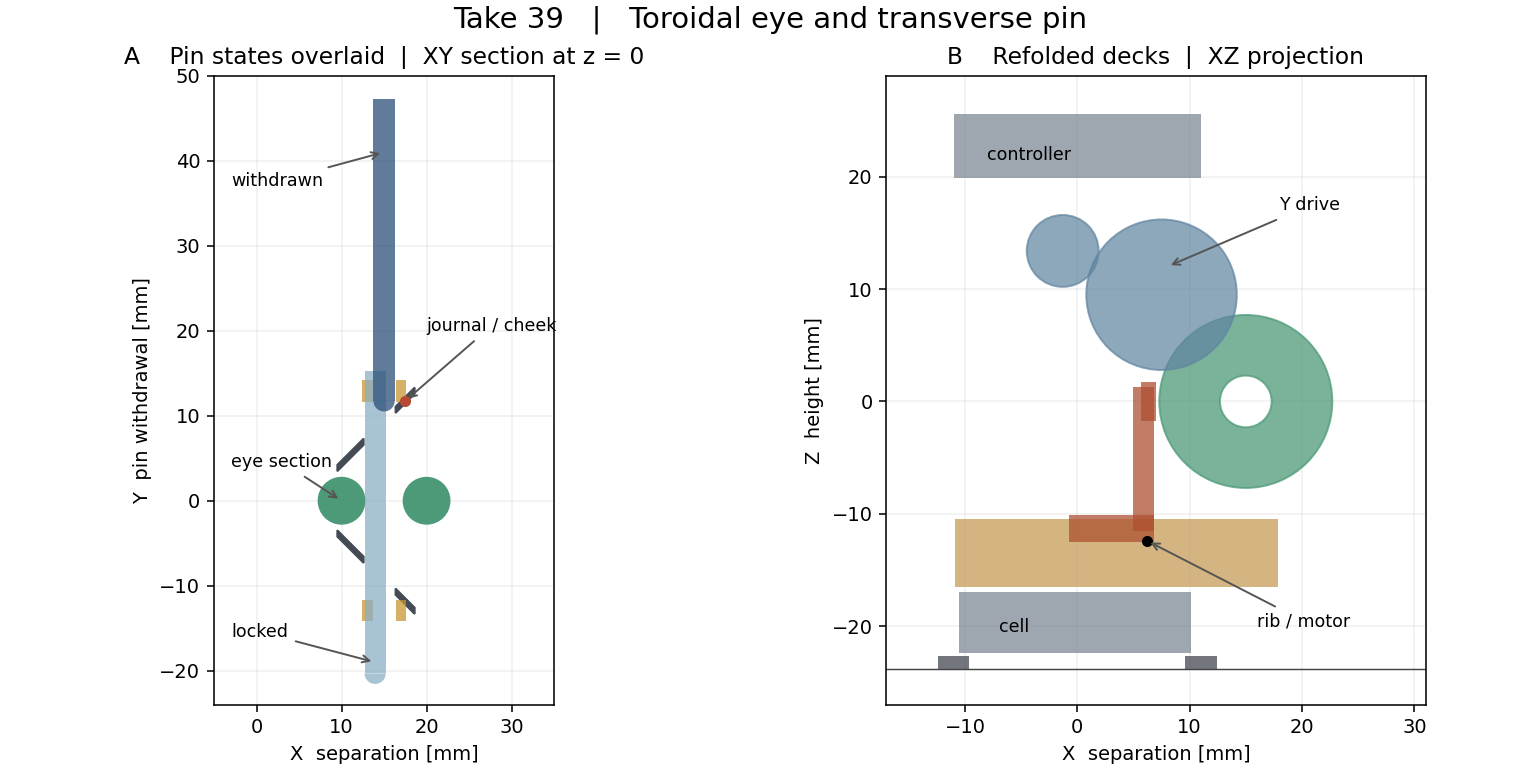 Take 39 | Toroidal eye and transverse pin
A Pin states overlaid | XY section at z = 0
50
40
30
20
10
0
−10
−20
Y pin withdrawal [mm]
withdrawn
journal / cheek
eye section
locked
0
10
20
30
X separation [mm]
B Refolded decks | XZ projection
20
10
0
−10
−20
Z height [mm]
controller
Y drive
rib / motor
cell
−10
0
10
20
30
X separation [mm]